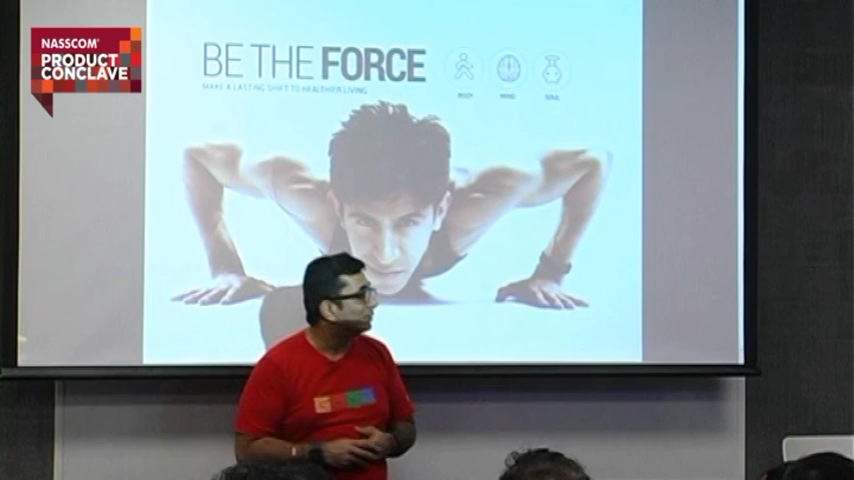 NASSCOM®
PRODUCT
CONCLAVE
BE THE FORCE
MAKE A LASTING SHIFT TO HEALTHIER LIVING
BODY
MIND
SOUL